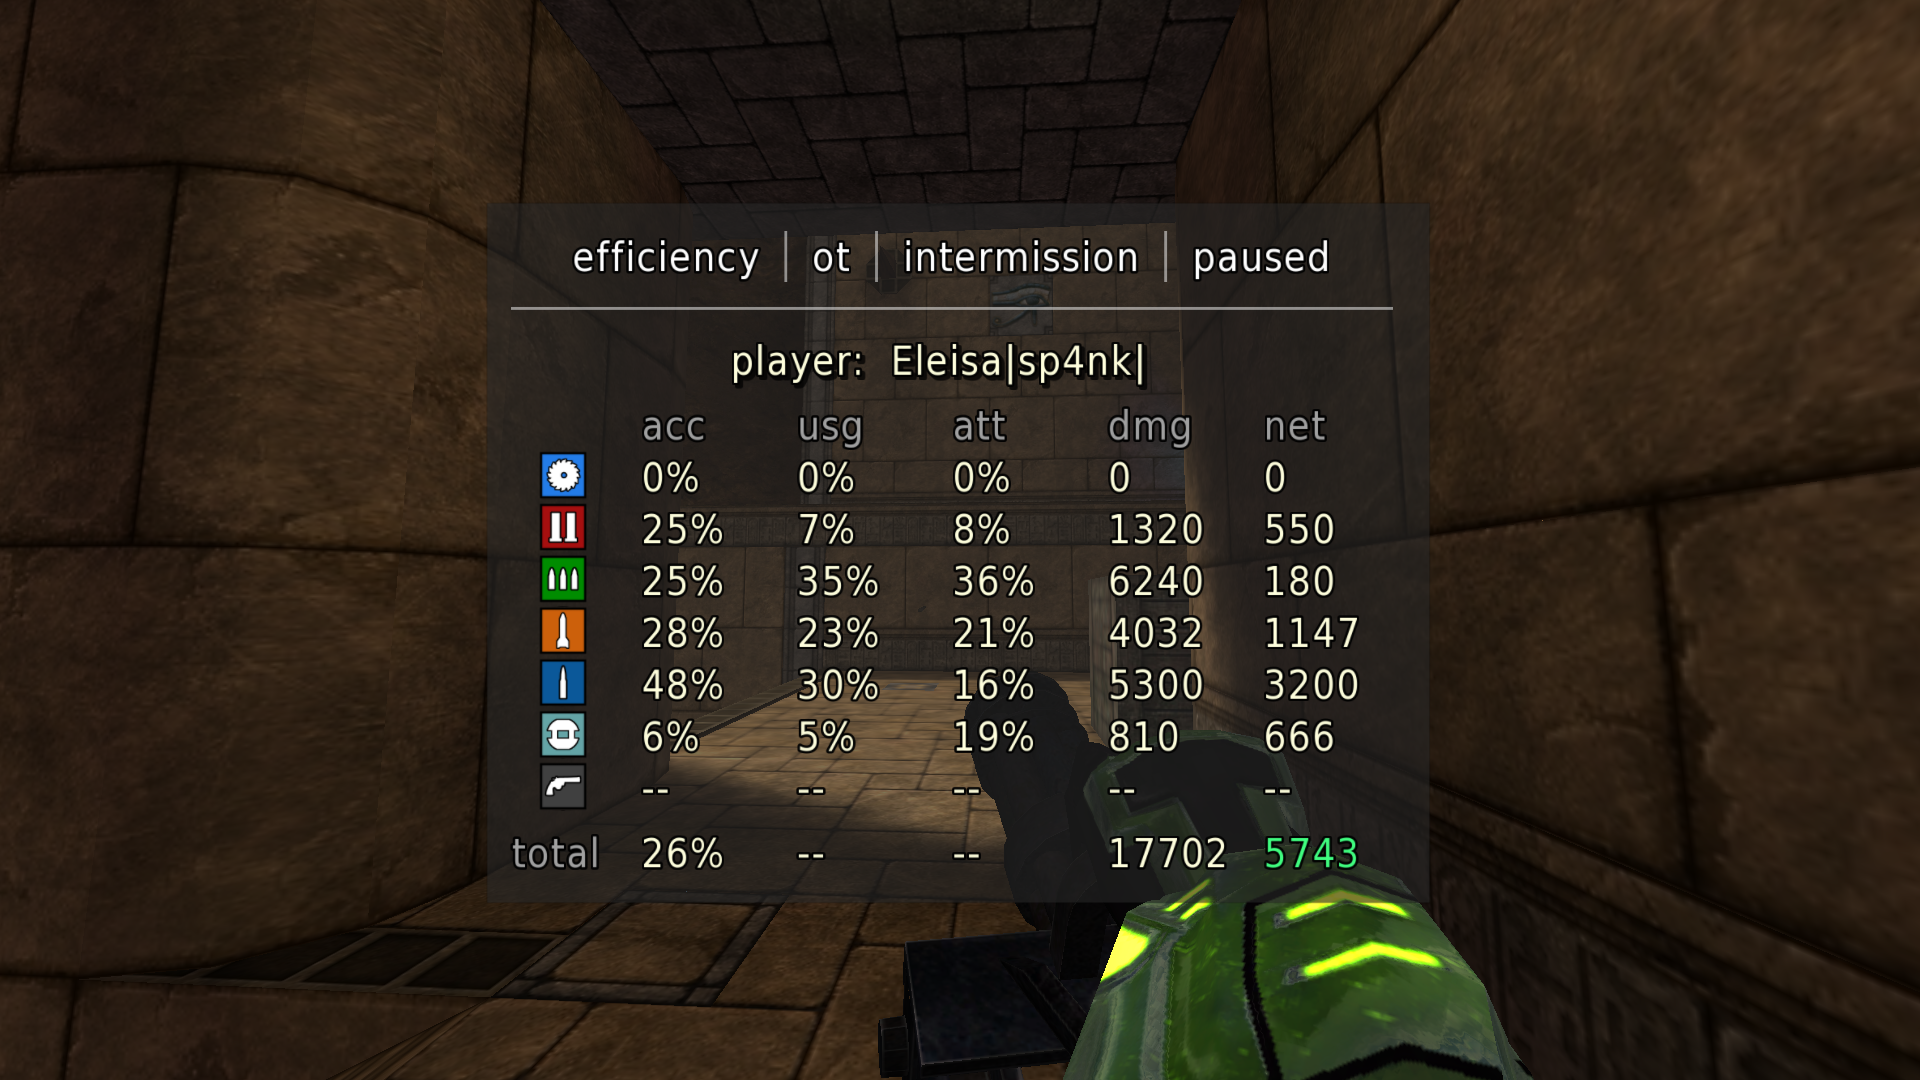 efficiency | ot | intermission | paused
player: Eleisa|sp4nk|
acc usg att dmg net
0% 0% 0% 0 0
25% 7% 8% 1320 550
25% 35% 36% 6240 180
28% 23% 21% 4032 1147
48% 30% 16% 5300 3200
6% 5% 19% 810 666
-- -- -- -- --
total 26% -- -- 17702 5743